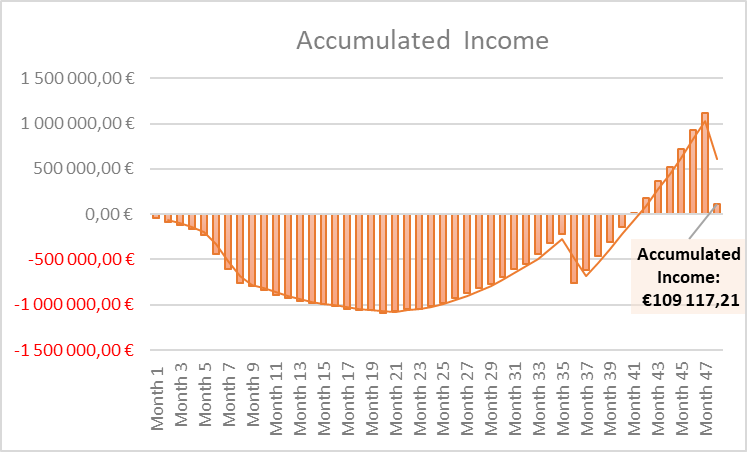 Accumulated Income
1 500 000,00 €
1 000 000,00 €
500 000,00 €
0,00 €
-500 000,00 €
-1 000 000,00 €
-1 500 000,00 €
Accumulated
Income:
€109 117,21
Month 1
Month 3
Month 5
Month 7
Month 9
Month 11
Month 13
Month 15
Month 17
Month 19
Month 21
Month 23
Month 25
Month 27
Month 29
Month 31
Month 33
Month 35
Month 37
Month 39
Month 41
Month 43
Month 45
Month 47